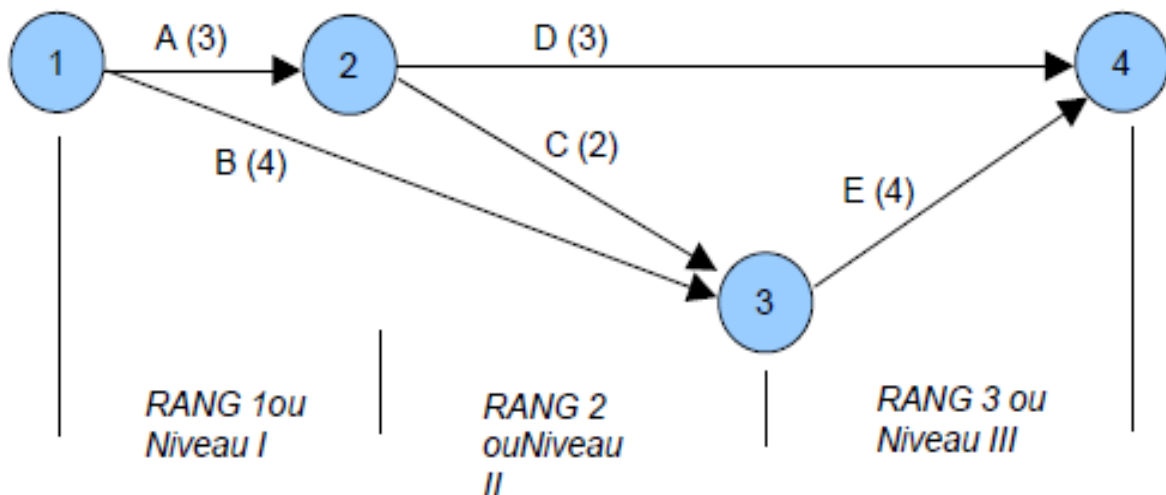 A (3)
D (3)
1
2
4
B (4)
C (2)
E (4)
3
RANG 1ou
Niveau I
RANG 2
ouNiveau
II
RANG 3 ou
Niveau III